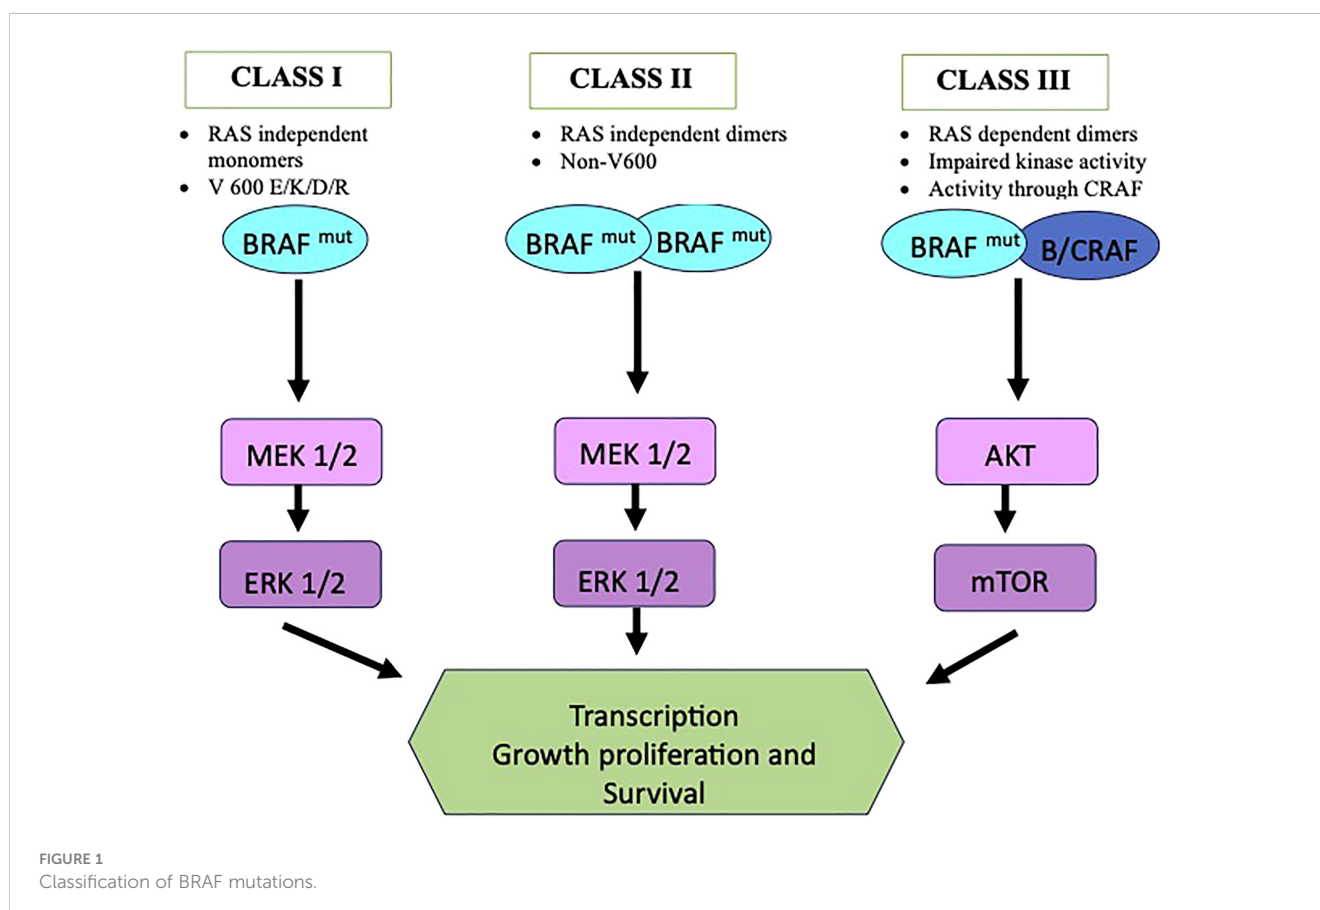 CLASS I
• RAS independent
monomers
• V 600 E/K/D/R
BRAF mut
MEK 1/2
ERK 1/2
CLASS II
• RAS independent dimers
• Non-V600
BRAF mut
BRAF mut
MEK 1/2
ERK 1/2
CLASS III
• RAS dependent dimers
• Impaired kinase activity
• Activity through CRAF
BRAF mut
B/CRAF
AKT
mTOR
Transcription
Growth proliferation and
Survival
FIGURE 1
Classification of BRAF mutations.